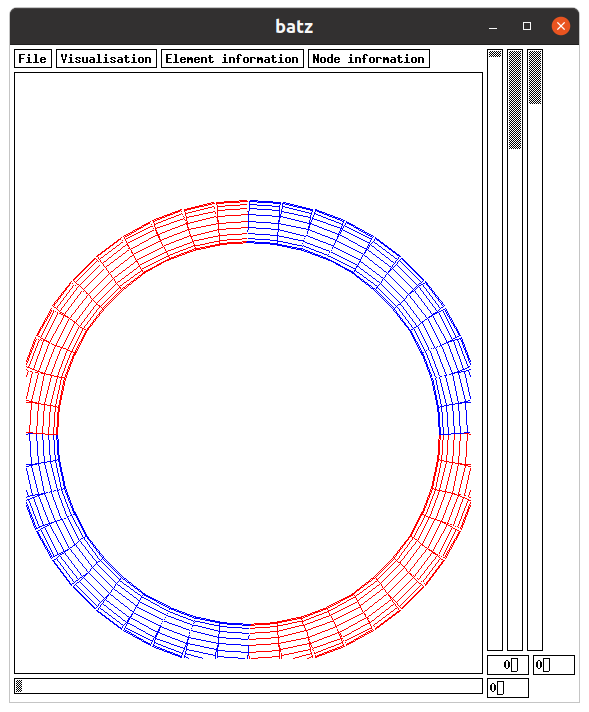 batz
File Visualisation Element information Node information
0 0
0